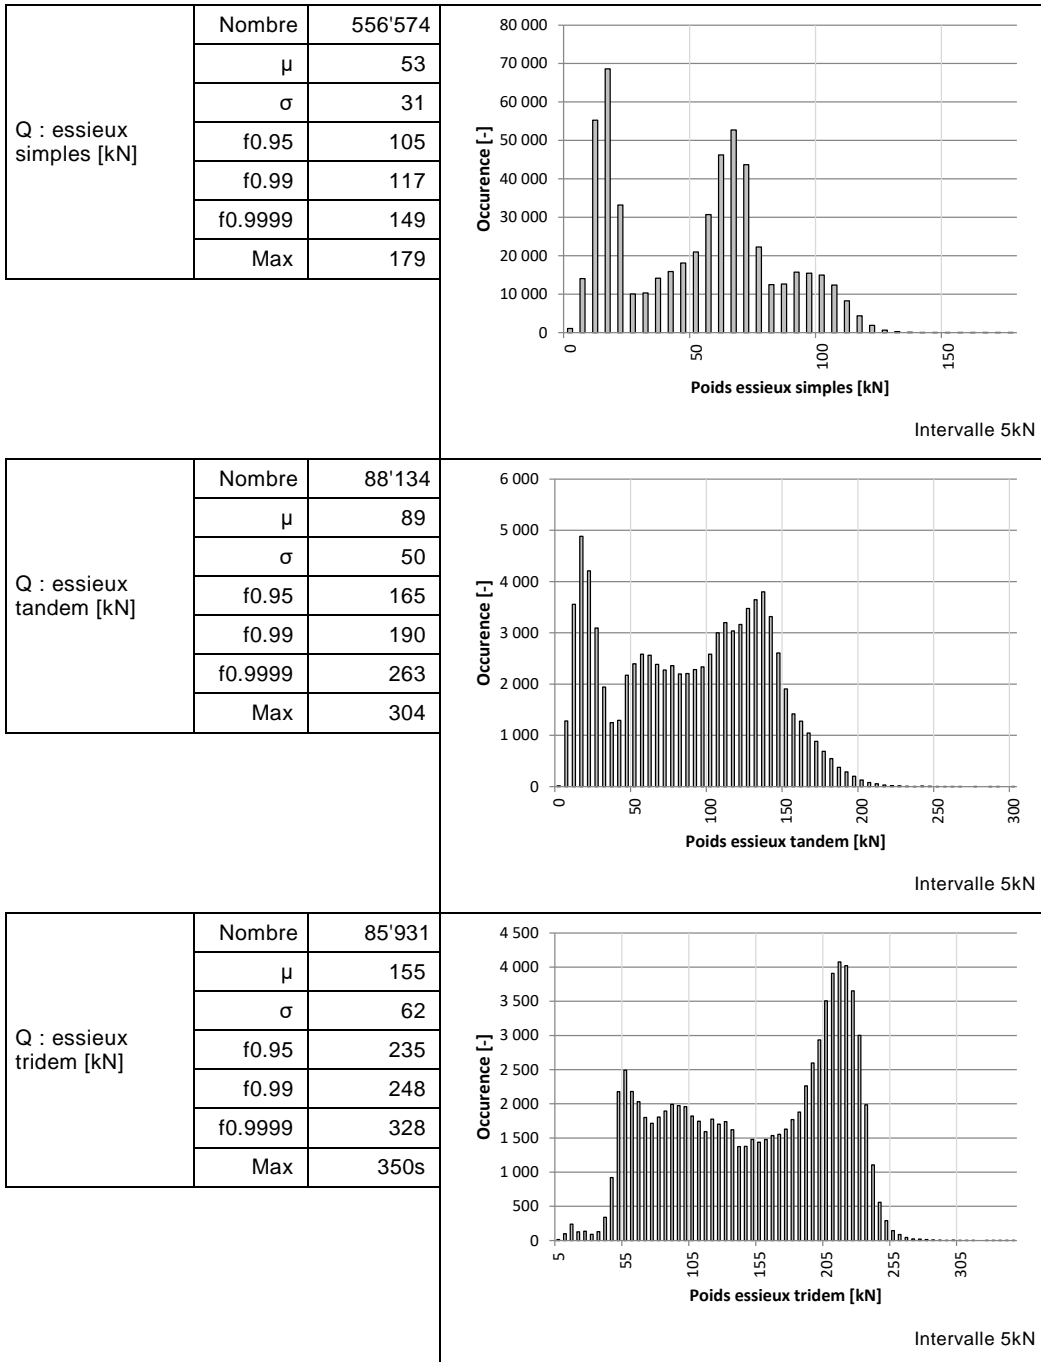 Q : essieux
simples [kN]
Nombre 556'574
µ 53
σ 31
f0.95 105
f0.99 117
f0.9999 149
Max 179
80 000
70 000
60 000
50 000
40 000
30 000
20 000
10 000
0
Occurence [-]
0 50 100 150
Poids essieux simples [kN]
Intervalle 5kN
Q : essieux
tandem [kN]
Nombre 88'134
µ 89
σ 50
f0.95 165
f0.99 190
f0.9999 263
Max 304
6 000
5 000
4 000
3 000
2 000
1 000
0
Occurence [-]
0 50 100 150 200 250 300
Poids essieux tandem [kN]
Intervalle 5kN
Q : essieux
tridem [kN]
Nombre 85'931
µ 155
σ 62
f0.95 235
f0.99 248
f0.9999 328
Max 350s
4 500
4 000
3 500
3 000
2 500
2 000
1 500
1 000
500
0
Occurence [-]
5 55 105 155 205 255 305
Poids essieux tridem [kN]
Intervalle 5kN